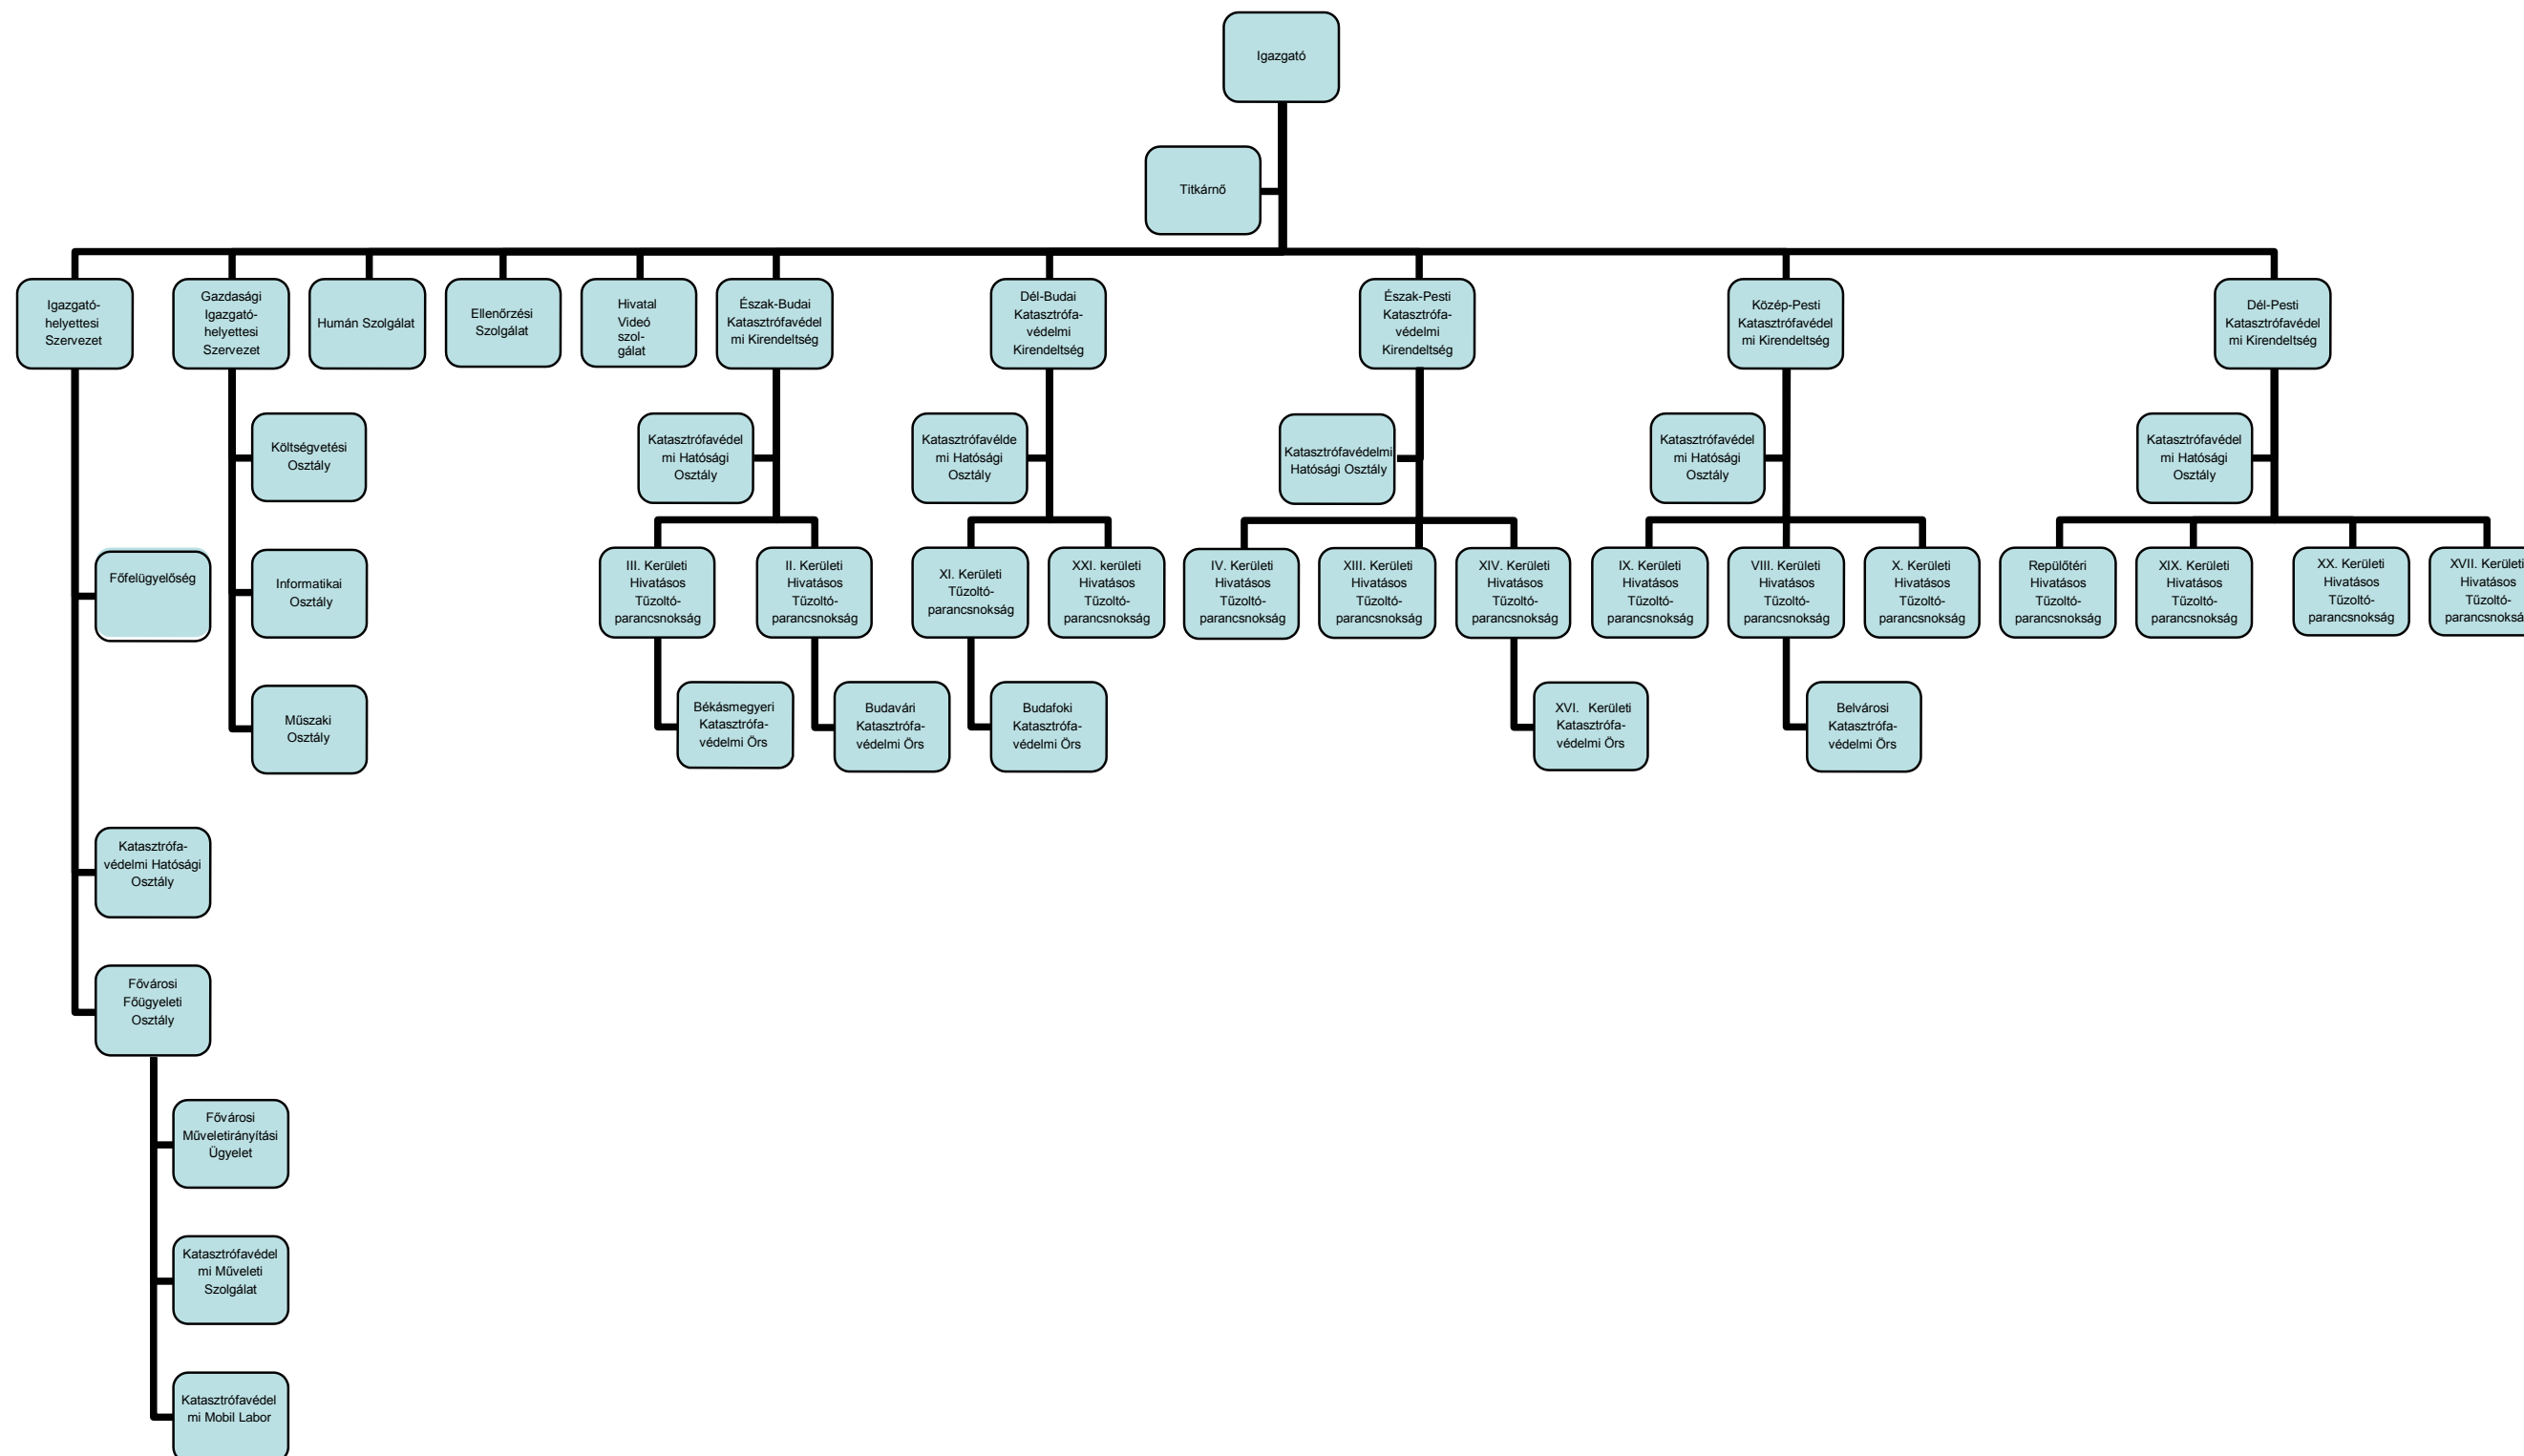 Igazgató
Titkárnő
Igazgató-
helyettesi
Szervezet
Gazdasági
Igazgató-
helyettesi
Szervezet
Humán Szolgálat
Ellenőrzési
Szolgálat
Hivatal
Videó
szol-
gálat
Észak-Budai
Katasztrófavédel
mi Kirendeltség
Dél-Budai
Katasztrófa-
védelmi
Kirendeltség
Észak-Pesti
Katasztrófa-
védelmi
Kirendeltség
Közép-Pesti
Katasztrófavédel
mi Kirendeltség
Dél-Pesti
Katasztrófavédel
mi Kirendeltség
Költségvetési
Osztály
Katasztrófavédel
mi Hatósági
Osztály
Katasztrófavélde
mi Hatósági
Osztály
Katasztrófavédelmi
Hatósági Osztály
Katasztrófavédel
mi Hatósági
Osztály
Katasztrófavédel
mi Hatósági
Osztály
Főfelügyelőség
Informatikai
Osztály
III. Kerületi
Hivatásos
Tűzoltó-
parancsnokság
II. Kerületi
Hivatásos
Tűzoltó-
parancsnokság
XI. Kerületi
Tűzoltó-
parancsnokság
XXI. kerületi
Hivatásos
Tűzoltó-
parancsnokság
IV. Kerületi
Hivatásos
Tűzoltó-
parancsnokság
XIII. Kerületi
Hivatásos
Tűzoltó-
parancsnokság
XIV. Kerületi
Hivatásos
Tűzoltó-
parancsnokság
IX. Kerületi
Hivatásos
Tűzoltó-
parancsnokság
VIII. Kerületi
Hivatásos
Tűzoltó-
parancsnokság
X. Kerületi
Hivatásos
Tűzoltó-
parancsnokság
Repülőtéri
Hivatásos
Tűzoltó-
parancsnokság
XIX. Kerületi
Hivatásos
Tűzoltó-
parancsnokság
XX. Kerületi
Hivatásos
Tűzoltó-
parancsnokság
XVII. Kerületi
Hivatásos
Tűzoltó-
parancsnoksá
Műszaki
Osztály
Békásmegyeri
Katasztrófa-
védelmi Örs
Budavári
Katasztrófa-
védelmi Örs
Budafoki
Katasztrófa-
védelmi Örs
XVI. Kerületi
Katasztrófa-
védelmi Örs
Belvárosi
Katasztrófa-
védelmi Örs
Katasztrófa-
védelmi Hatósági
Osztály
Fővárosi
Főügyeleti
Osztály
Fővárosi
Műveletirányítási
Ügyelet
Katasztrófavédel
mi Műveleti
Szolgálat
Katasztrófavédel
mi Mobil Labor